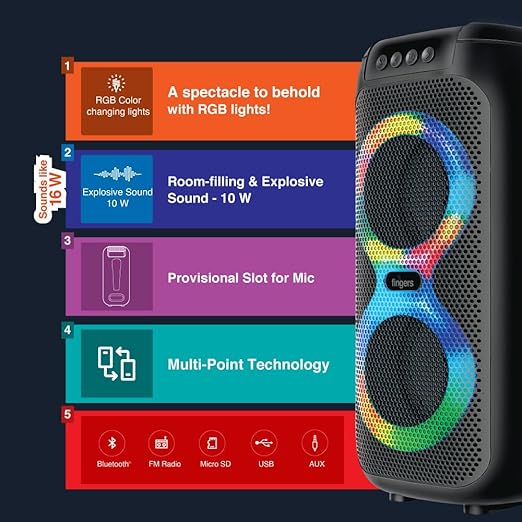 1
RGB Color
changing lights
A spectacle to behold
with RGB lights!
2
Sounds like
16 W
Explosive Sound
10 W
Room-filling & Explosive
Sound - 10 W
3
Provisional Slot for Mic
4
Multi-Point Technology
5
Bluetooth®
FM Radio
Micro SD
USB
AUX
fingers